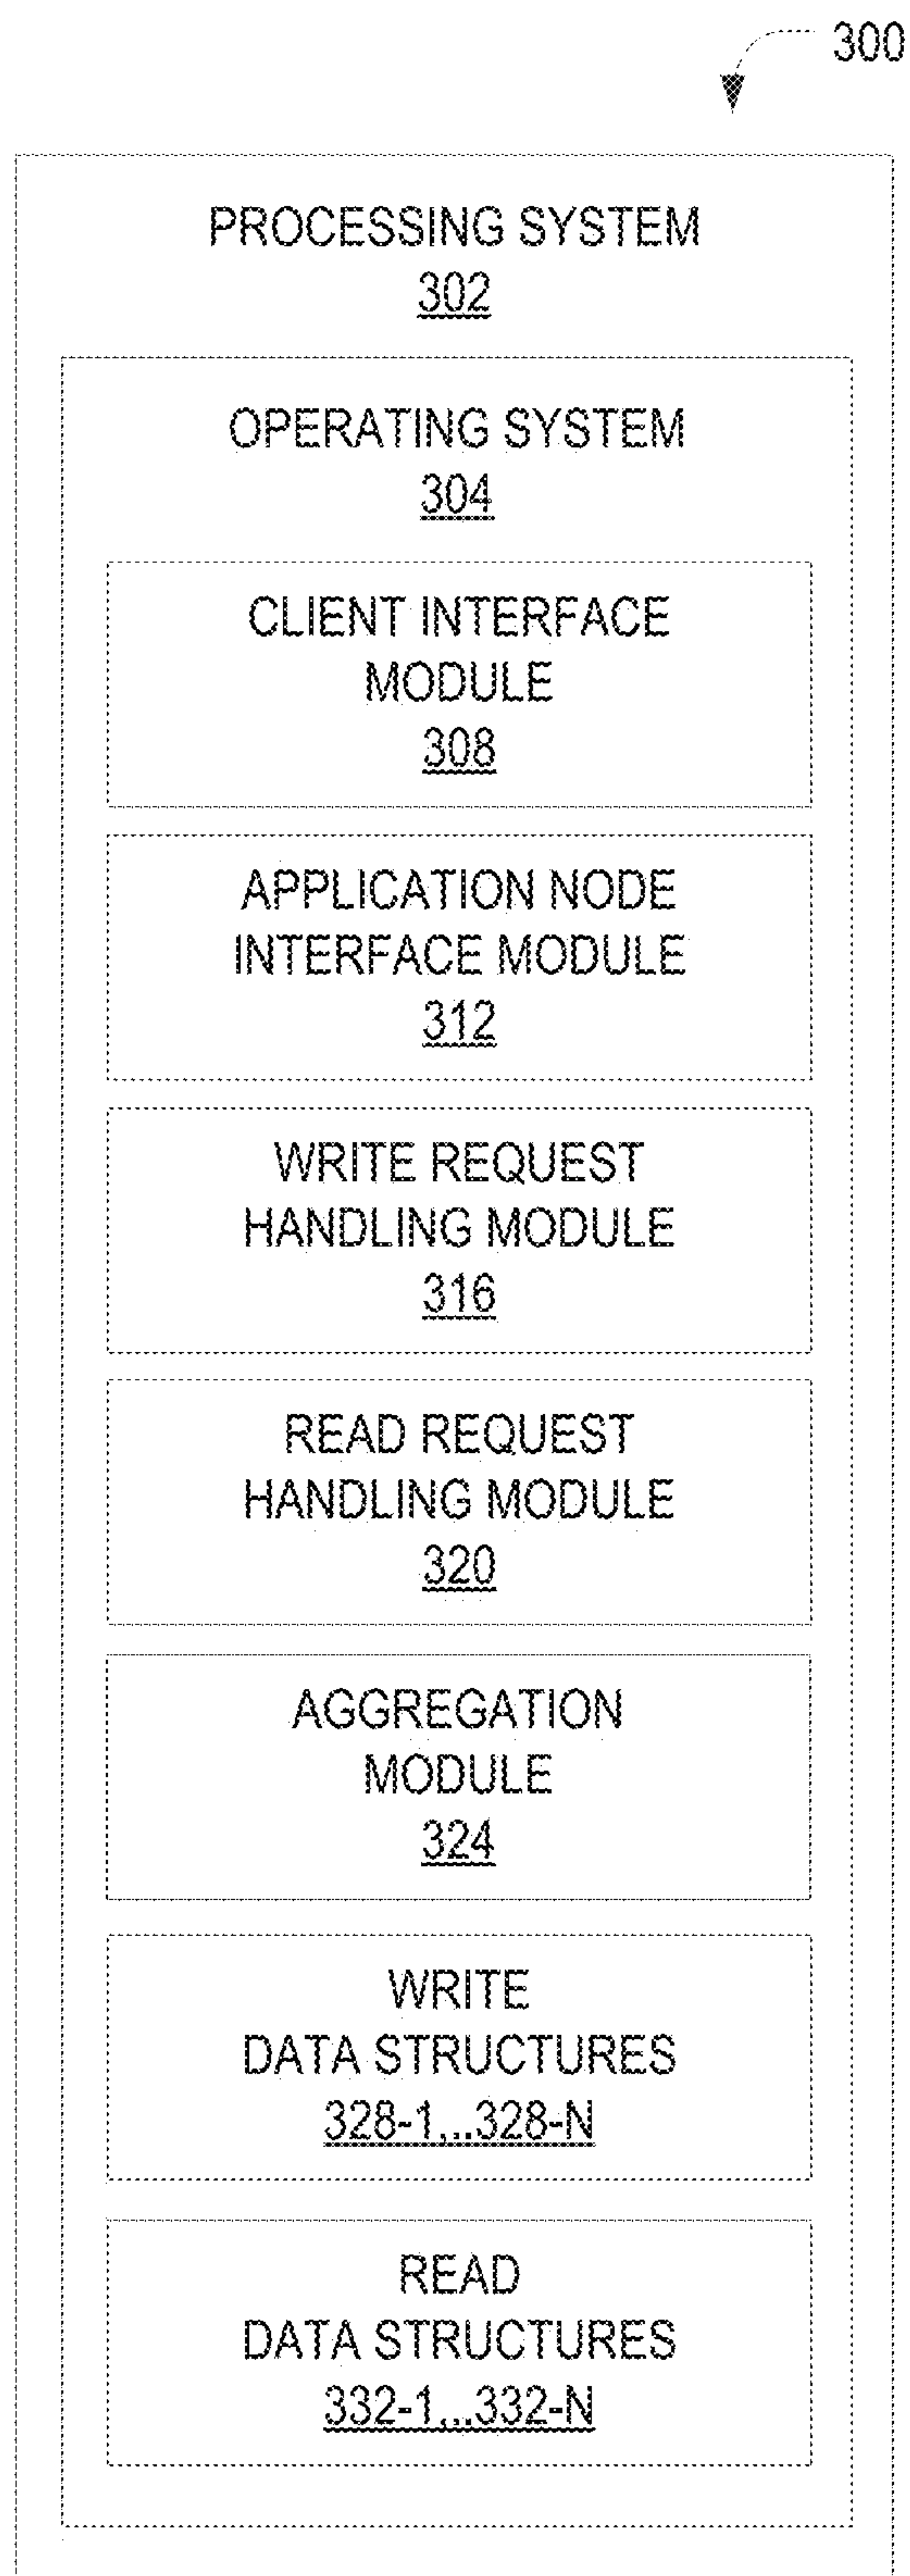 300
PROCESSING SYSTEM
302
OPERATING SYSTEM
304
CLIENT INTERFACE
MODULE
308
APPLICATION NODE
INTERFACE MODULE
312
WRITE REQUEST
HANDLING MODULE
316
READ REQUEST
HANDLING MODULE
320
AGGREGATION
MODULE
324
WRITE
DATA STRUCTURES
328-1,..328-N
READ
DATA STRUCTURES
332-1,..332-N